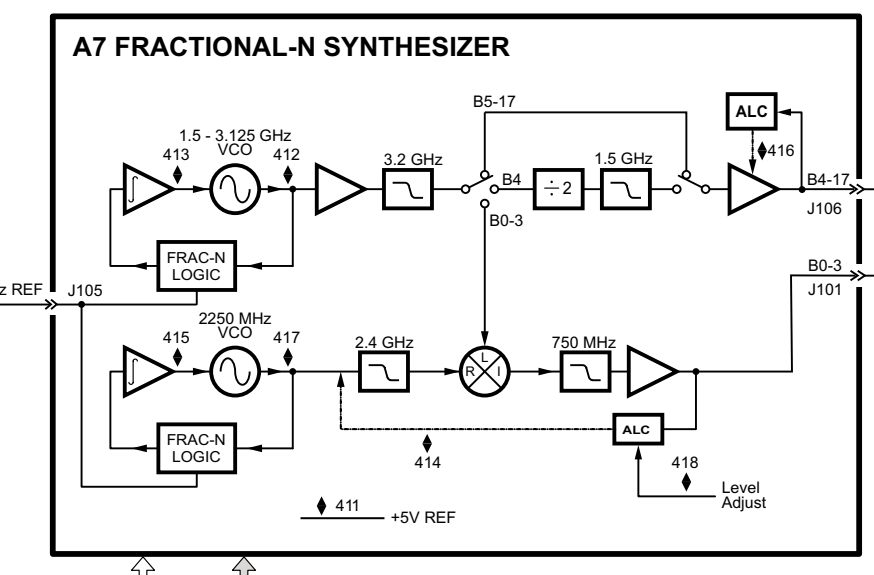 A7 FRACTIONAL-N SYNTHESIZER
B5-17
ALC
416
1.5 - 3.125 GHz
VCO
413
412
3.2 GHz
B4
÷ 2
1.5 GHz
B4-17
J106
B0-3
FRAC-N
LOGIC
z REF
J105
B0-3
J101
2250 MHz
VCO
415
417
2.4 GHz
L
R
I
750 MHz
FRAC-N
LOGIC
ALC
414
418
Level
Adjust
411
+5V REF